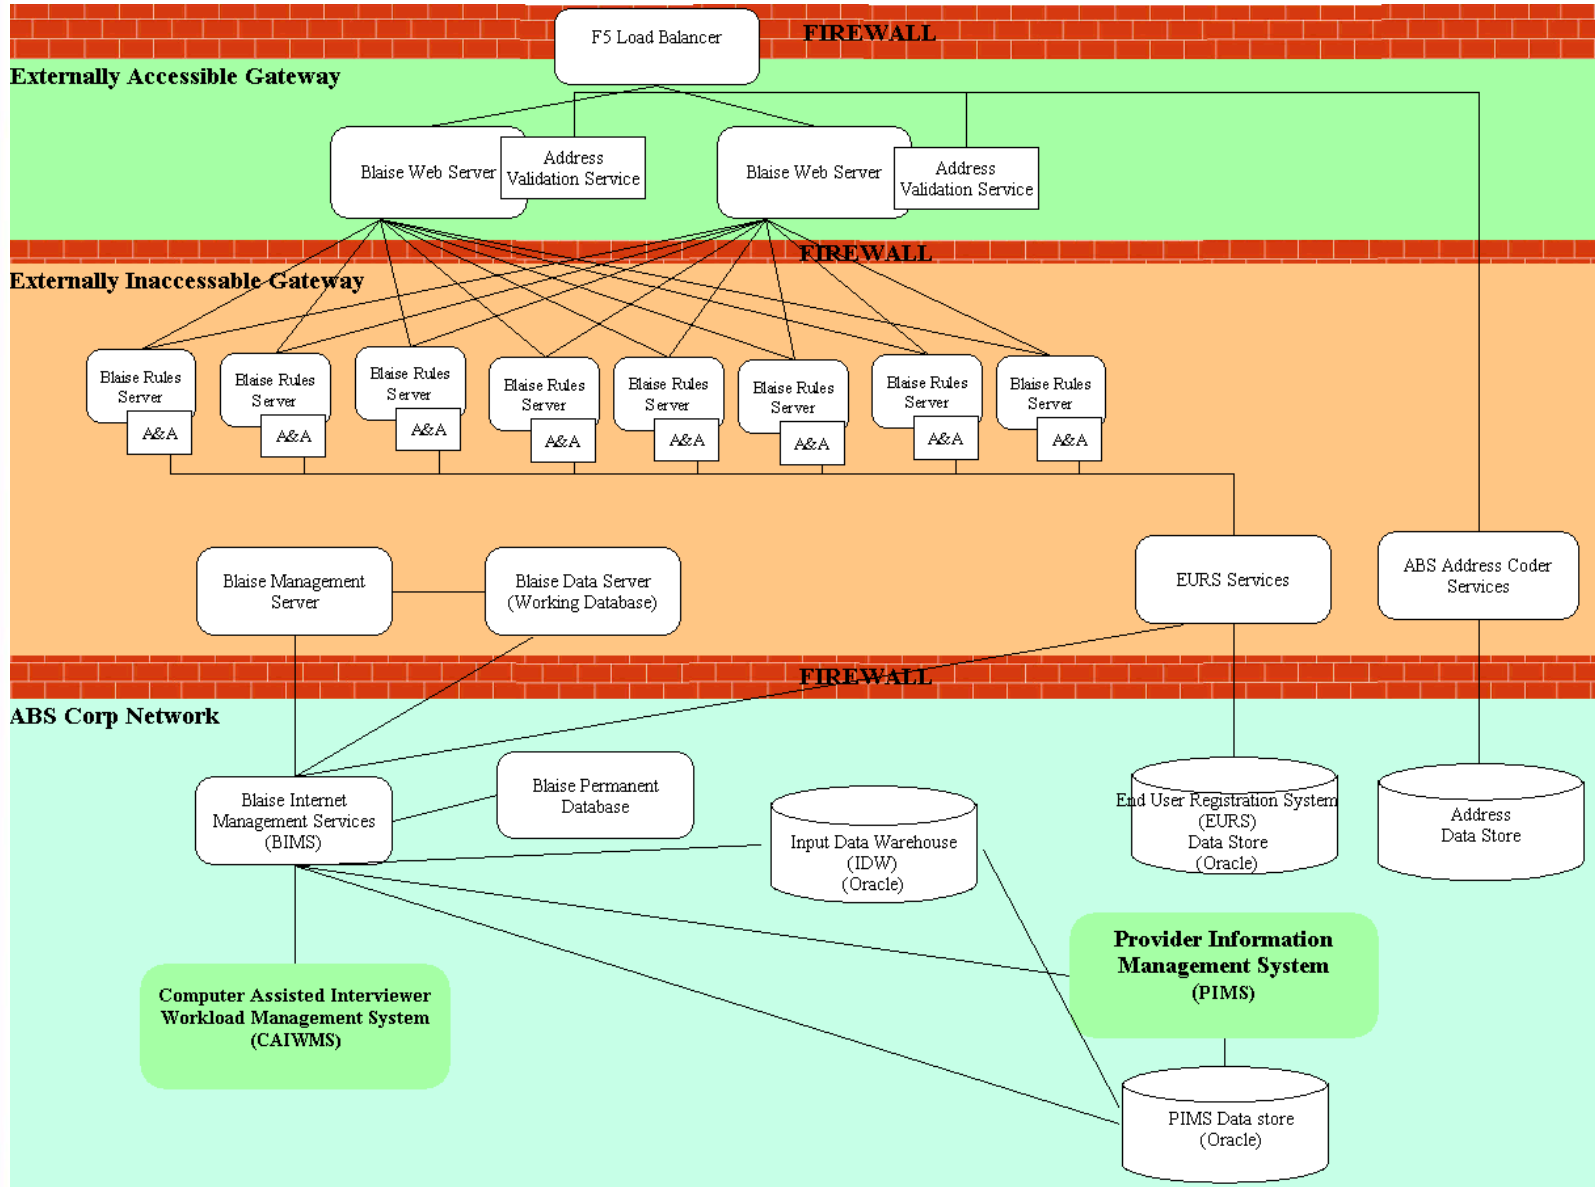 F5 Load Balancer
FIREWALL
Externally Accessible Gateway
Blaise Web Server
Address
Validation Service
Blaise Web Server
Address
Validation Service
FIREWALL
Externally Inaccessable Gateway
Blaise Rules
Server
A&A
Blaise Rules
Server
A&A
Blaise Rules
Server
A&A
Blaise Rules
Server
A&A
Blaise Rules
Server
A&A
Blaise Rules
Server
A&A
Blaise Rules
Server
A&A
Blaise Rules
Server
A&A
Blaise Management
Server
Blaise Data Server
(Working Database)
EURS Services
ABS Address Coder
Services
FIREWALL
ABS Corp Network
Blaise Internet
Management Services
(BIMS)
Blaise Permanent
Database
Input Data Warehouse
(IDW)
(Oracle)
End User Registration System
(EURS)
Data Store
(Oracle)
Address
Data Store
Provider Information
Management System
(PIMS)
Computer Assisted Interviewer
Workload Management System
(CAIWMS)
PIMS Data store
(Oracle)